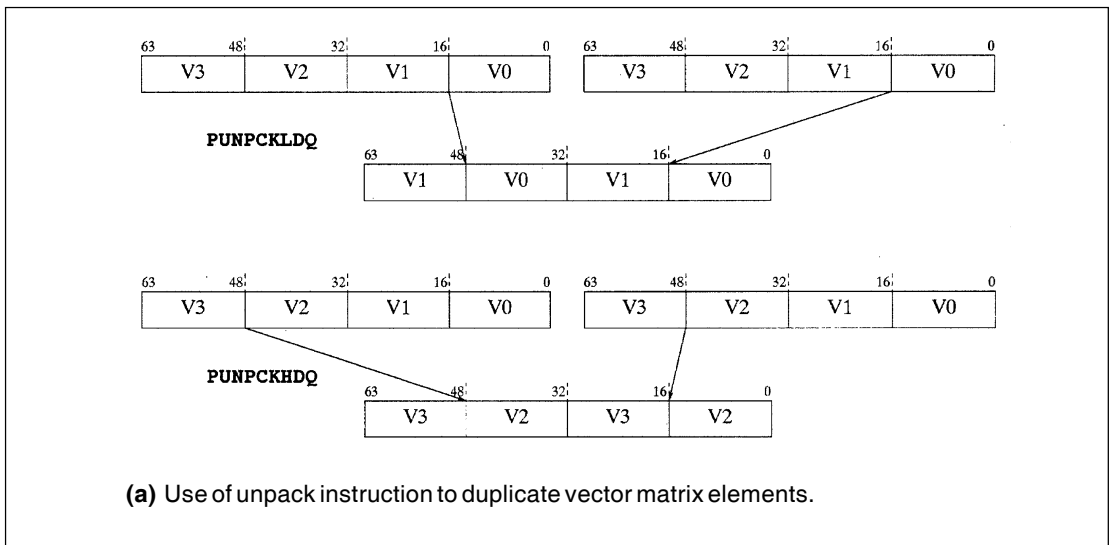 63 48 32 16 0 63 48 32 16 0
V3 V2 V1 V0 V3 V2 V1 V0
PUNPCKLDQ
63 48 32 16 0
V1 V0 V1 V0
63 48 32 16 0 63 48 32 16 0
V3 V2 V1 V0 V3 V2 V1 V0
PUNPCKHDQ
63 48 32 16 0
V3 V2 V3 V2
(a) Use of unpack instruction to duplicate vector matrix elements.